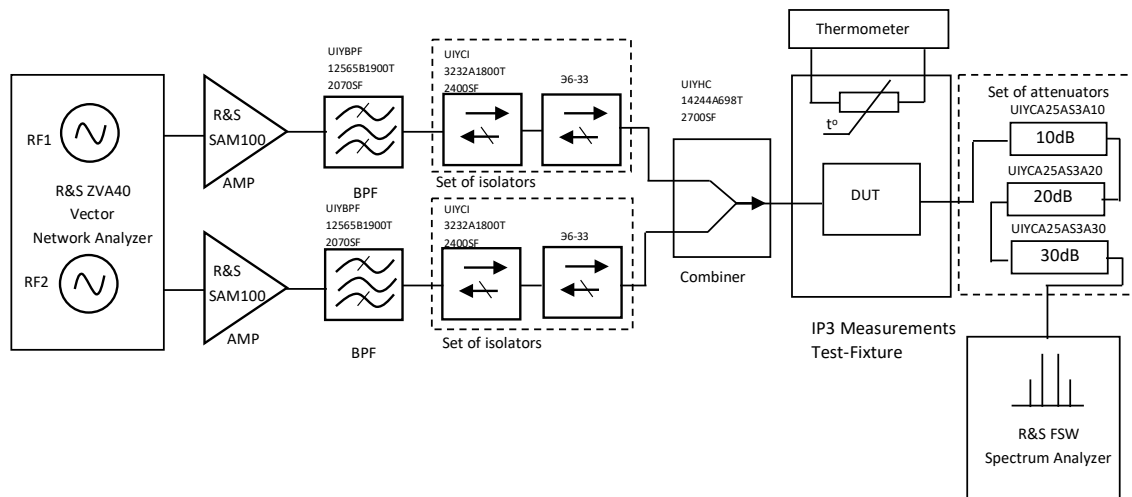 Thermometer
t°
RF1
R&S ZVA40
Vector
Network Analyzer
RF2
R&S
SAM100
AMP
UIYBPF
12565B1900T
2070SF
BPF
UIYCI
3232A1800T
2400SF
Э6-33
Set of isolators
R&S
SAM100
AMP
UIYBPF
12565B1900T
2070SF
BPF
UIYCI
3232A1800T
2400SF
Э6-33
Set of isolators
UIYHC
14244A698T
2700SF
Combiner
DUT
IP3 Measurements
Test-Fixture
Set of attenuators
UIYCA25AS3A10
10dB
UIYCA25AS3A20
20dB
UIYCA25AS3A30
30dB
R&S FSW
Spectrum Analyzer